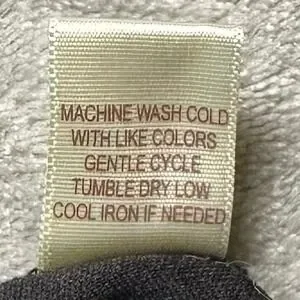 MACHINE WASH COLD
WITH LIKE COLORS
GENTLE CYCLE
TUMBLE DRY LOW
COOL IRON IF NEEDED